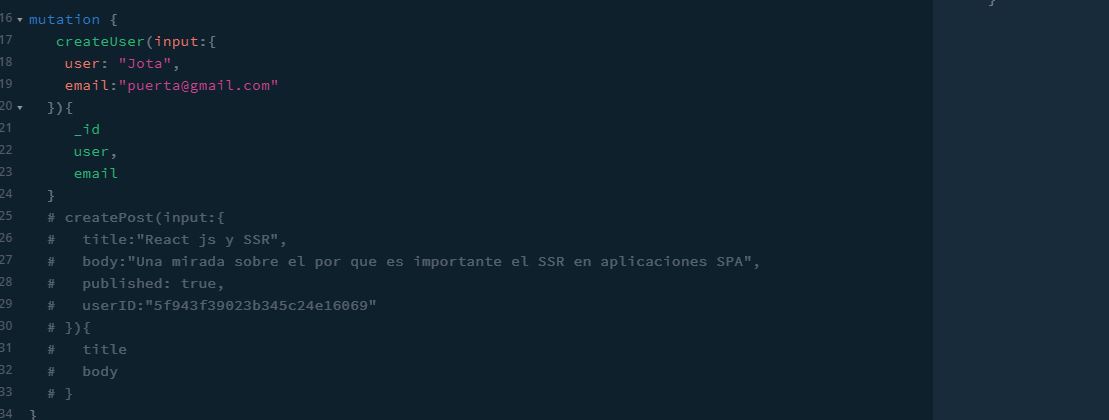 }
16 mutation {
17 createUser(input:{
18 user: "Jota",
19 email:"puerta@gmail.com"
20 }){
21 _id
22 user,
23 email
24 }
25 # createPost(input:{
26 # title:"React js y SSR",
27 # body:"Una mirada sobre el por que es importante el SSR en aplicaciones SPA",
28 # published: true,
29 # userID:"5f943f39023b345c24e16069"
30 # }){
31 # title
32 # body
33 # }
34 }